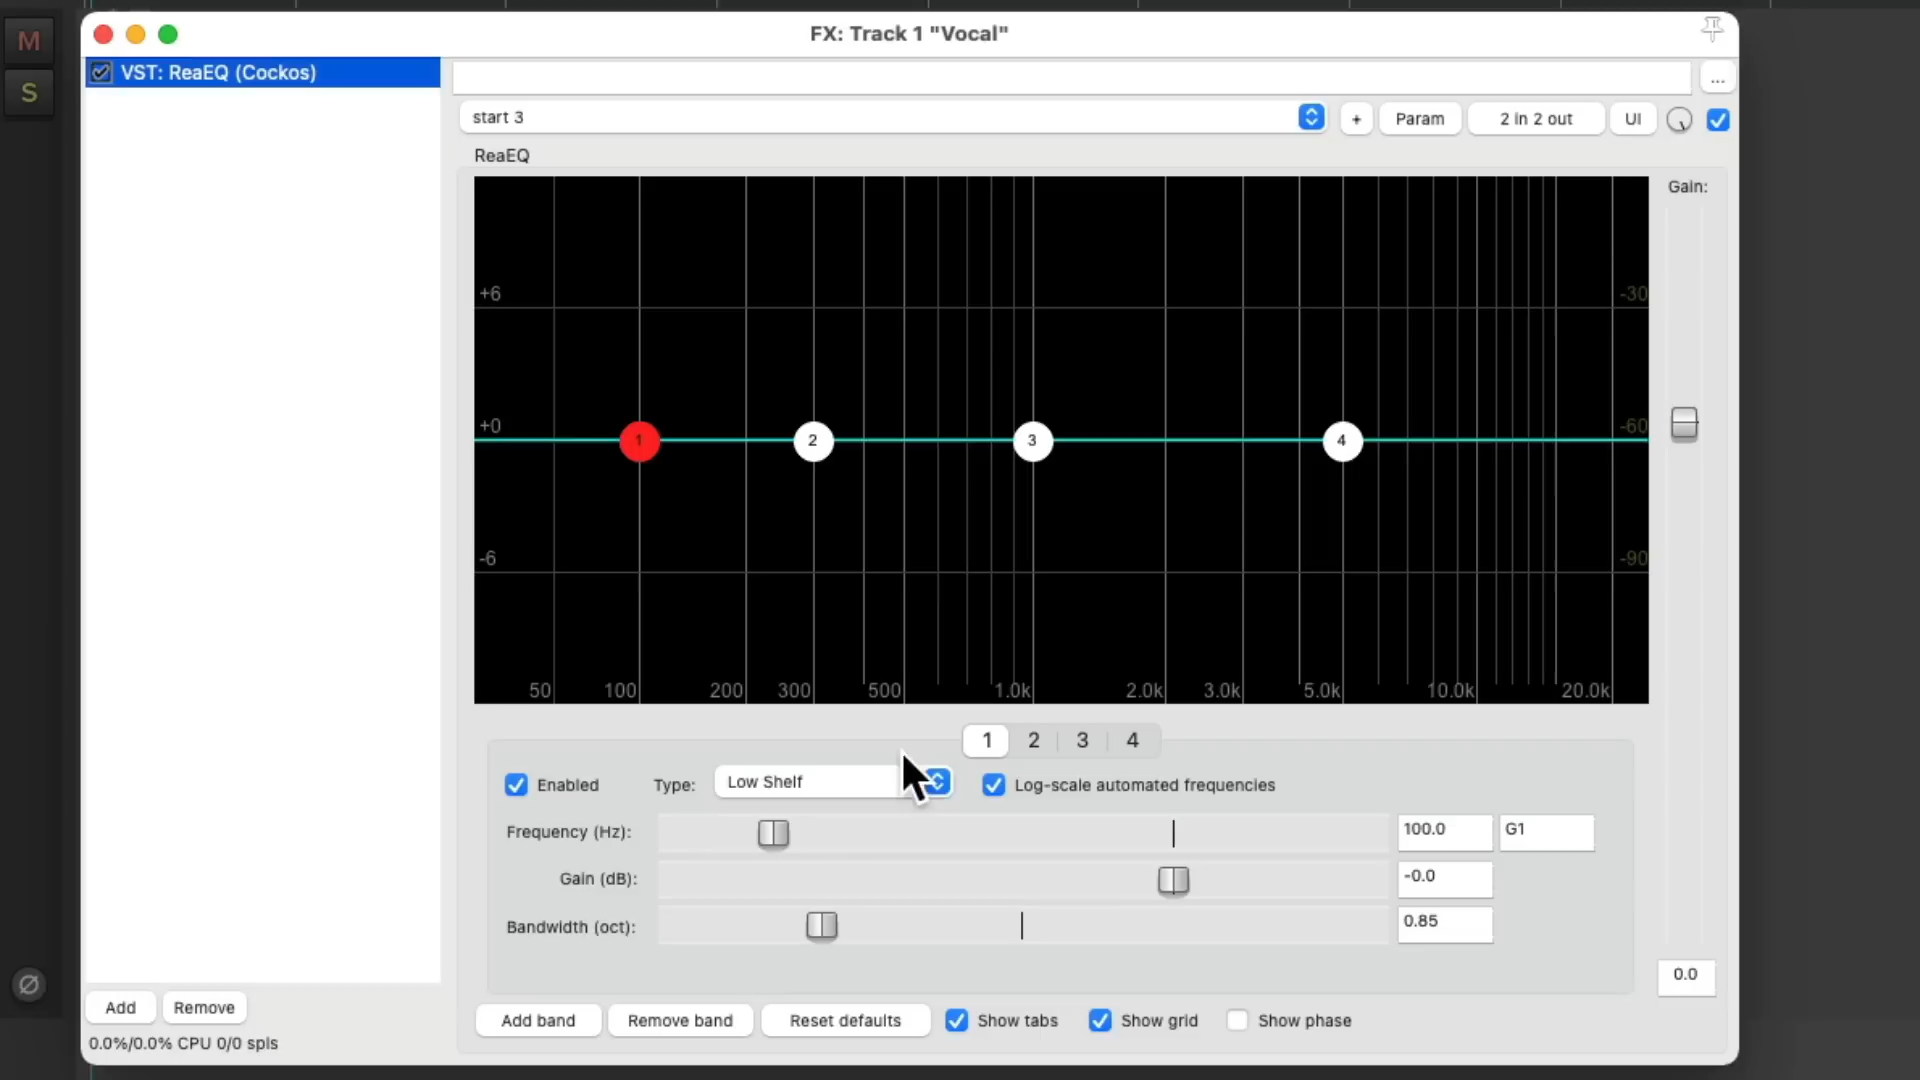 FX: Track 1 "Vocal"
M
S
VST: ReaEQ (Cockos)
...
start 3
+
Param
2 in 2 out
UI
ReaEQ
Gain:
+6
-30
+0
-60
-6
-90
1
2
3
4
50
100
200
300
500
1.0k
2.0k
3.0k
5.0k
10.0k
20.0k
1
2
3
4
Enabled
Type:
Low Shelf
Log-scale automated frequencies
Frequency (Hz):
100.0
G1
Gain (dB):
-0.0
Bandwidth (oct):
0.85
0.0
Add
Remove
Add band
Remove band
Reset defaults
Show tabs
Show grid
Show phase
0.0%/0.0% CPU 0/0 spls